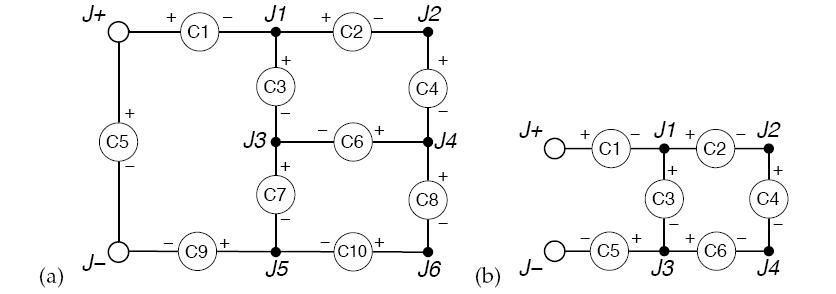 J+ + C1 – J1 + C2 – J2
+ C3 – + C4 –
+ C5 – J3 – C6 + J4 J+ + C1 – J1 + C2 – J2
+ C7 – + C8 – + C3 – + C4 –
(a) J– – C9 + J5 – C10 + J6 (b) J– – C5 + J3 + C6 – J4